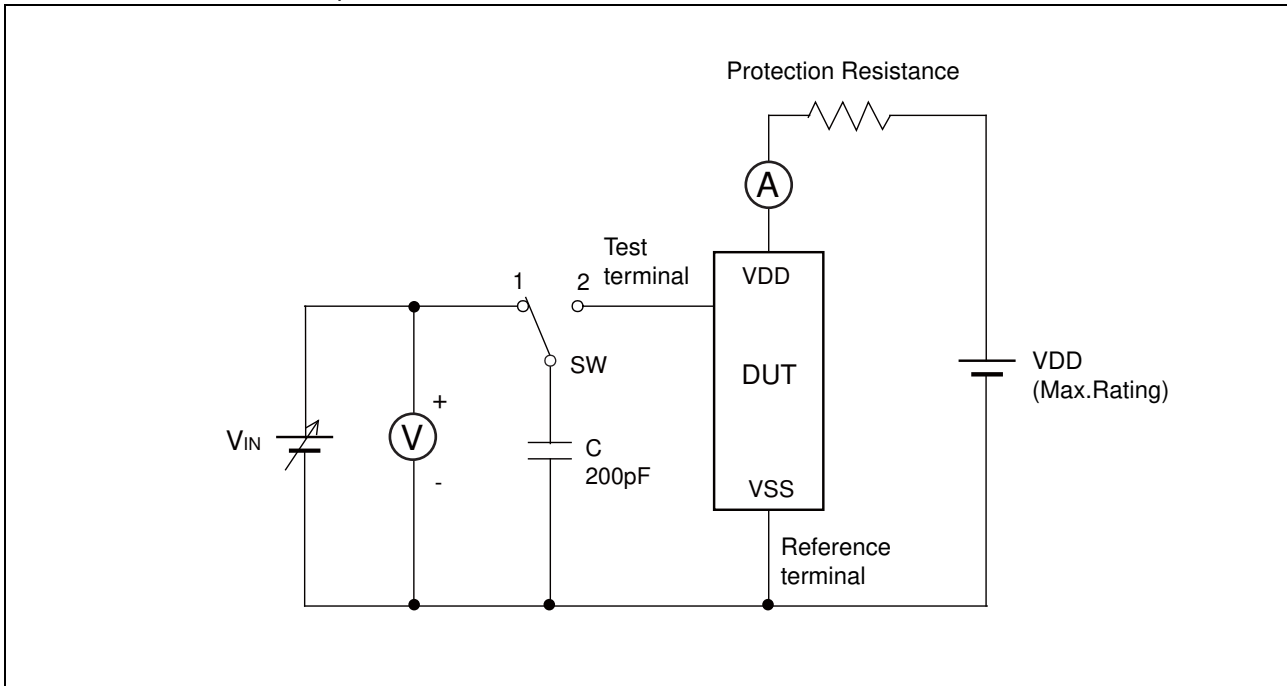 Protection Resistance
A
Test
terminal
1
2
VDD
SW
DUT
VDD
(Max.Rating)
VIN
+
V
-
C
200pF
VSS
Reference
terminal